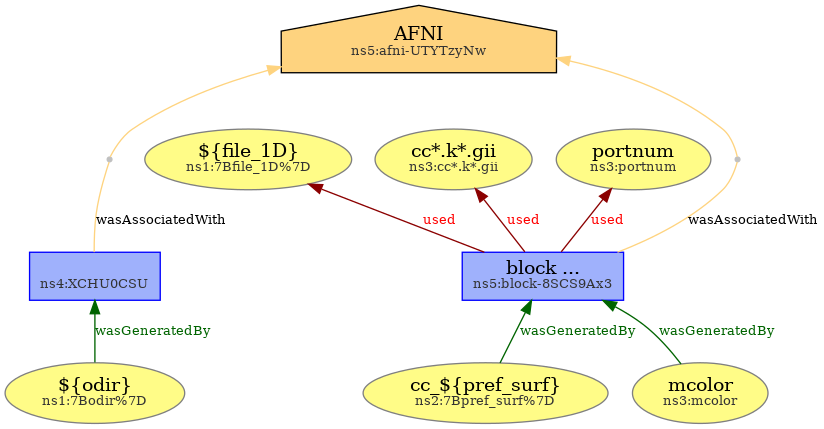 AFNI
ns5:afni-UTYTzyNw
${file_1D}
ns1:7Bfile_1D%7D
cc*.k*.gii
ns3:cc*.k*.gii
portnum
ns3:portnum
used
used
used
wasAssociatedWith
wasAssociatedWith
ns4:XCHU0CSU
block ...
ns5:block-8SCS9Ax3
wasGeneratedBy
wasGeneratedBy
wasGeneratedBy
${odir}
ns1:7Bodir%7D
cc_${pref_surf}
ns2:7Bpref_surf%7D
mcolor
ns3:mcolor